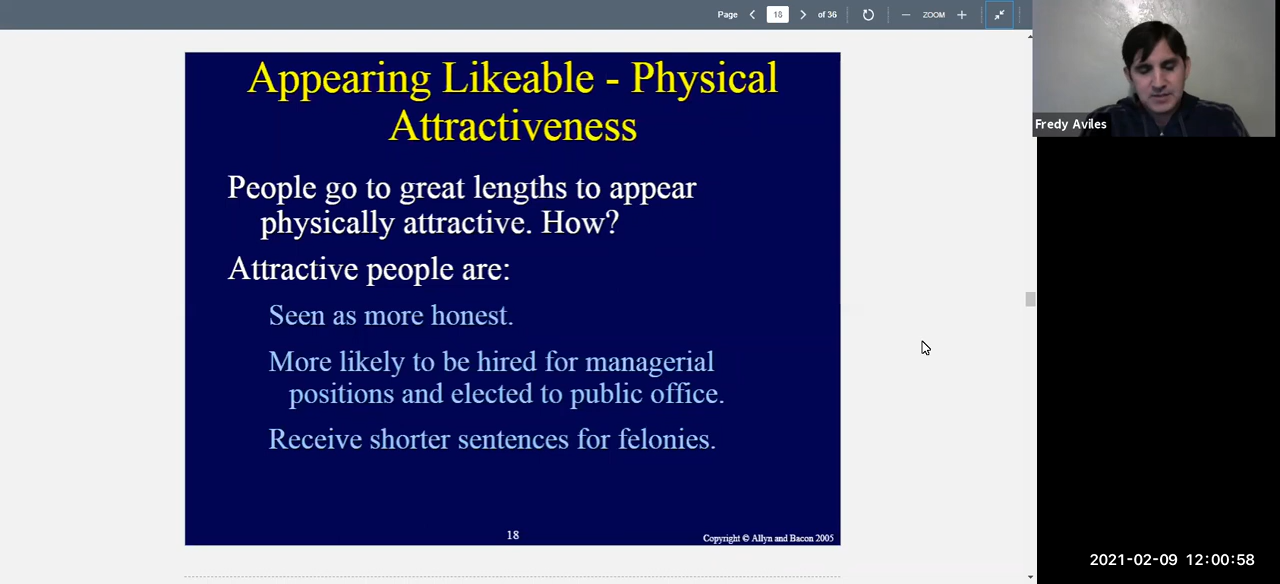 Page 18 of 36 ZOOM
Fredy Aviles
Appearing Likeable - Physical
Attractiveness
People go to great lengths to appear
physically attractive. How?
Attractive people are:
Seen as more honest.
More likely to be hired for managerial
positions and elected to public office.
Receive shorter sentences for felonies.
18
Copyright © Allyn and Bacon 2005
2021-02-09 12:00:58